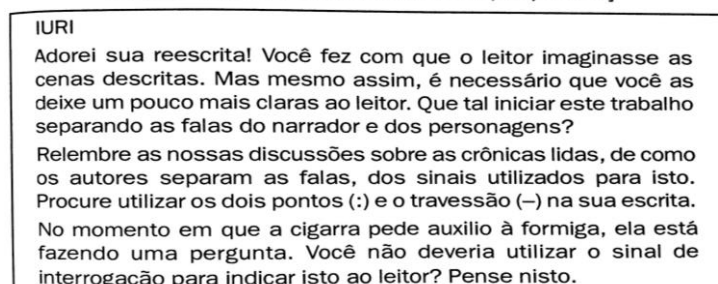 IURI
Adorei sua reescrita! Você fez com que o leitor imaginasse as
cenas descritas. Mas mesmo assim, é necessário que você as
deixe um pouco mais claras ao leitor. Que tal iniciar este trabalho
separando as falas do narrador e dos personagens?
Relembre as nossas discussões sobre as crônicas lidas, de como
os autores separam as falas, dos sinais utilizados para isto.
Procure utilizar os dois pontos (:) e o travessão (–) na sua escrita.
No momento em que a cigarra pede auxilio à formiga, ela está
fazendo uma pergunta. Você não deveria utilizar o sinal de
interrogação para indicar isto ao leitor? Pense nisto.